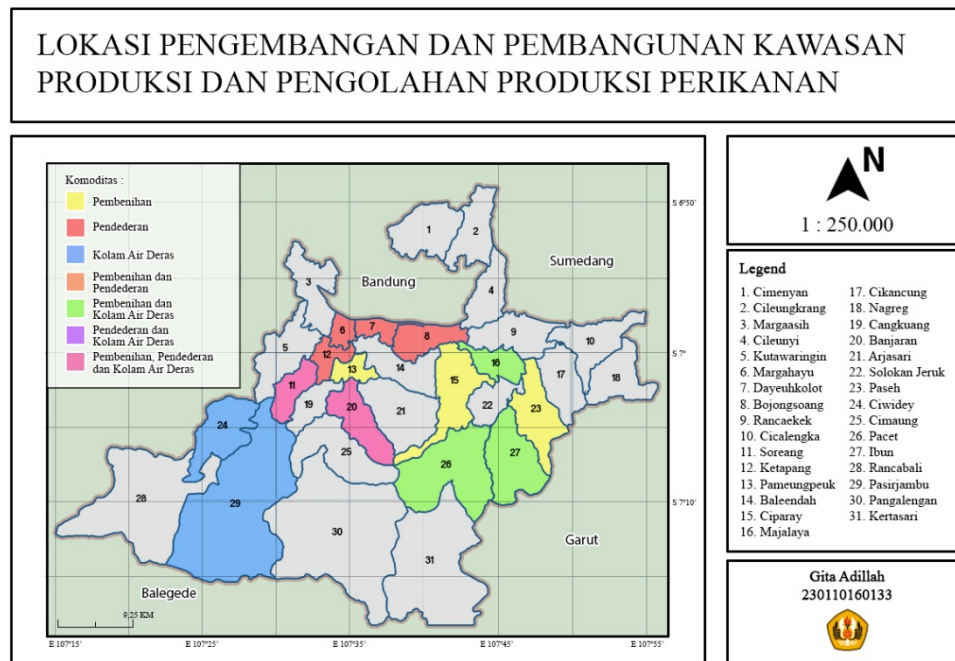 LOKASI PENGEMBANGAN DAN PEMBANGUNAN KAWASAN
PRODUKSI DAN PENGOLAHAN PRODUKSI PERIKANAN
Komoditas :
Pembenihan
Pendederan
Kolam Air Deras
Pembenihan dan
Pendederan
Pembenihan dan
Kolam Air Deras
Pendederan dan
Kolam Air Deras
Pembenihan, Pendederan
dan Kolam Air Deras
Bandung
Sumedang
Garut
Balegede
1
2
3
4
5
6
7
8
9
10
11
12
13
14
15
16
17
18
19
20
21
22
23
24
25
26
27
28
29
30
31
9,25 KM
S 6°50'
S 7°
S 7°10'
E 107°15'
E 107°25'
E 107°35'
E 107°45'
E 107°55'
N
1 : 250.000
Legend
1. Cimenyan
2. Cileungkrang
3. Margaasih
4. Cileunyi
5. Kutawaringin
6. Margahayu
7. Dayeuhkolot
8. Bojongsoang
9. Rancaekek
10. Cicalengka
11. Soreang
12. Ketapang
13. Pameungpeuk
14. Baleendah
15. Ciparay
16. Majalaya
17. Cikancung
18. Nagreg
19. Cangkuang
20. Banjaran
21. Arjasari
22. Solokan Jeruk
23. Paseh
24. Ciwidey
25. Cimaung
26. Pacet
27. Ibun
28. Rancabali
29. Pasirjambu
30. Pangalengan
31. Kertasari
Gita Adillah
230110160133